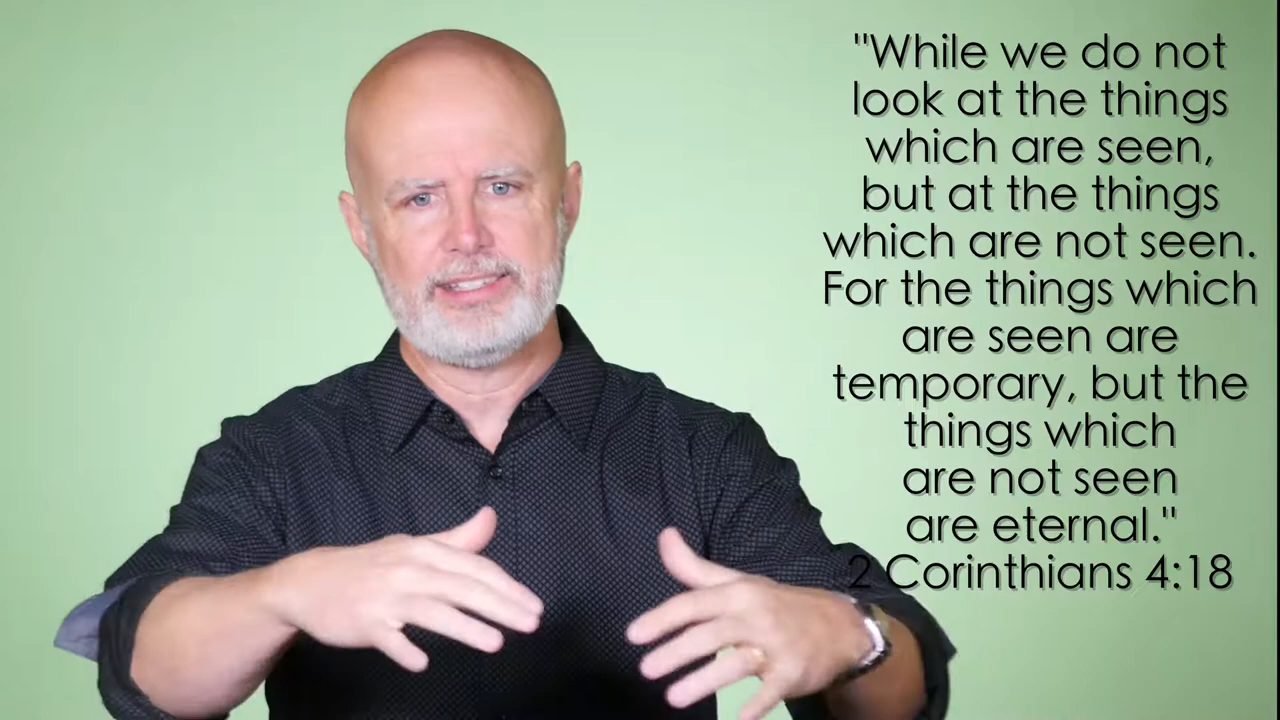 "While we do not
look at the things
which are seen,
but at the things
which are not seen.
For the things which
are seen are
temporary, but the
things which
are not seen
are eternal."
2 Corinthians 4:18